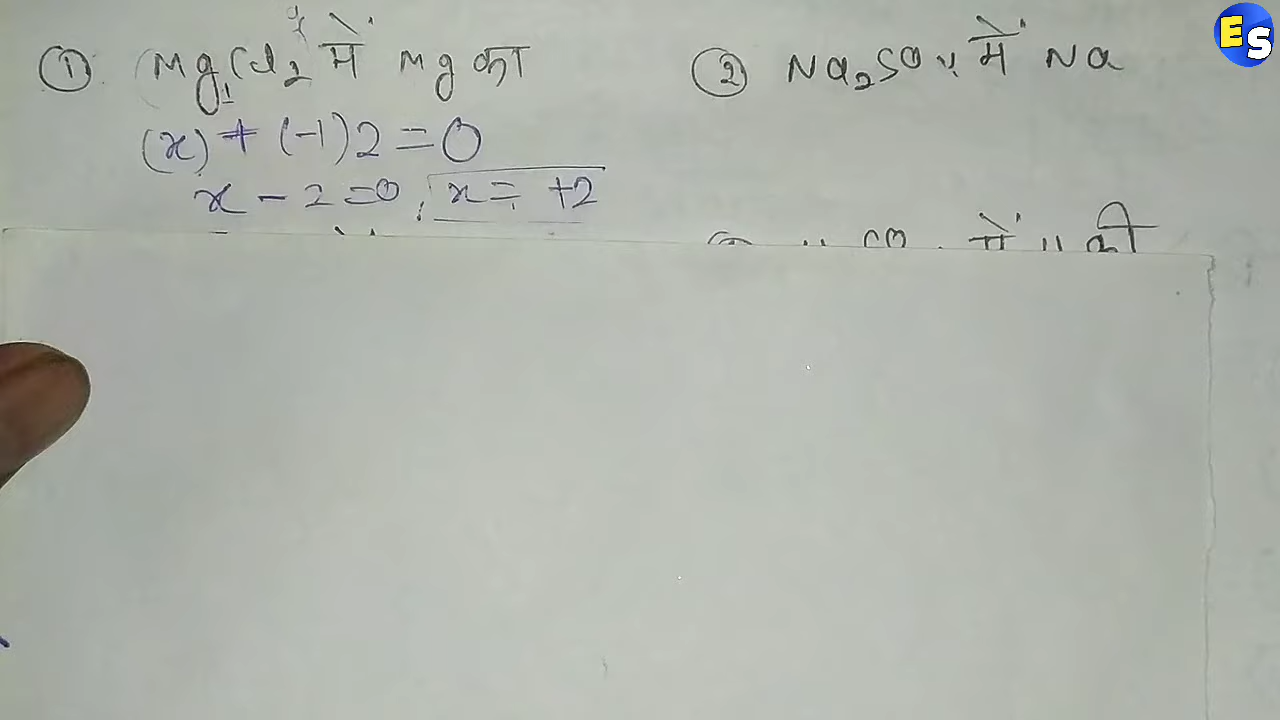 ① MgCl₂ में Mg का
(x) + (-1)2 = 0
x - 2 = 0, x = +2
② Na₂SO₄ में Na
ES